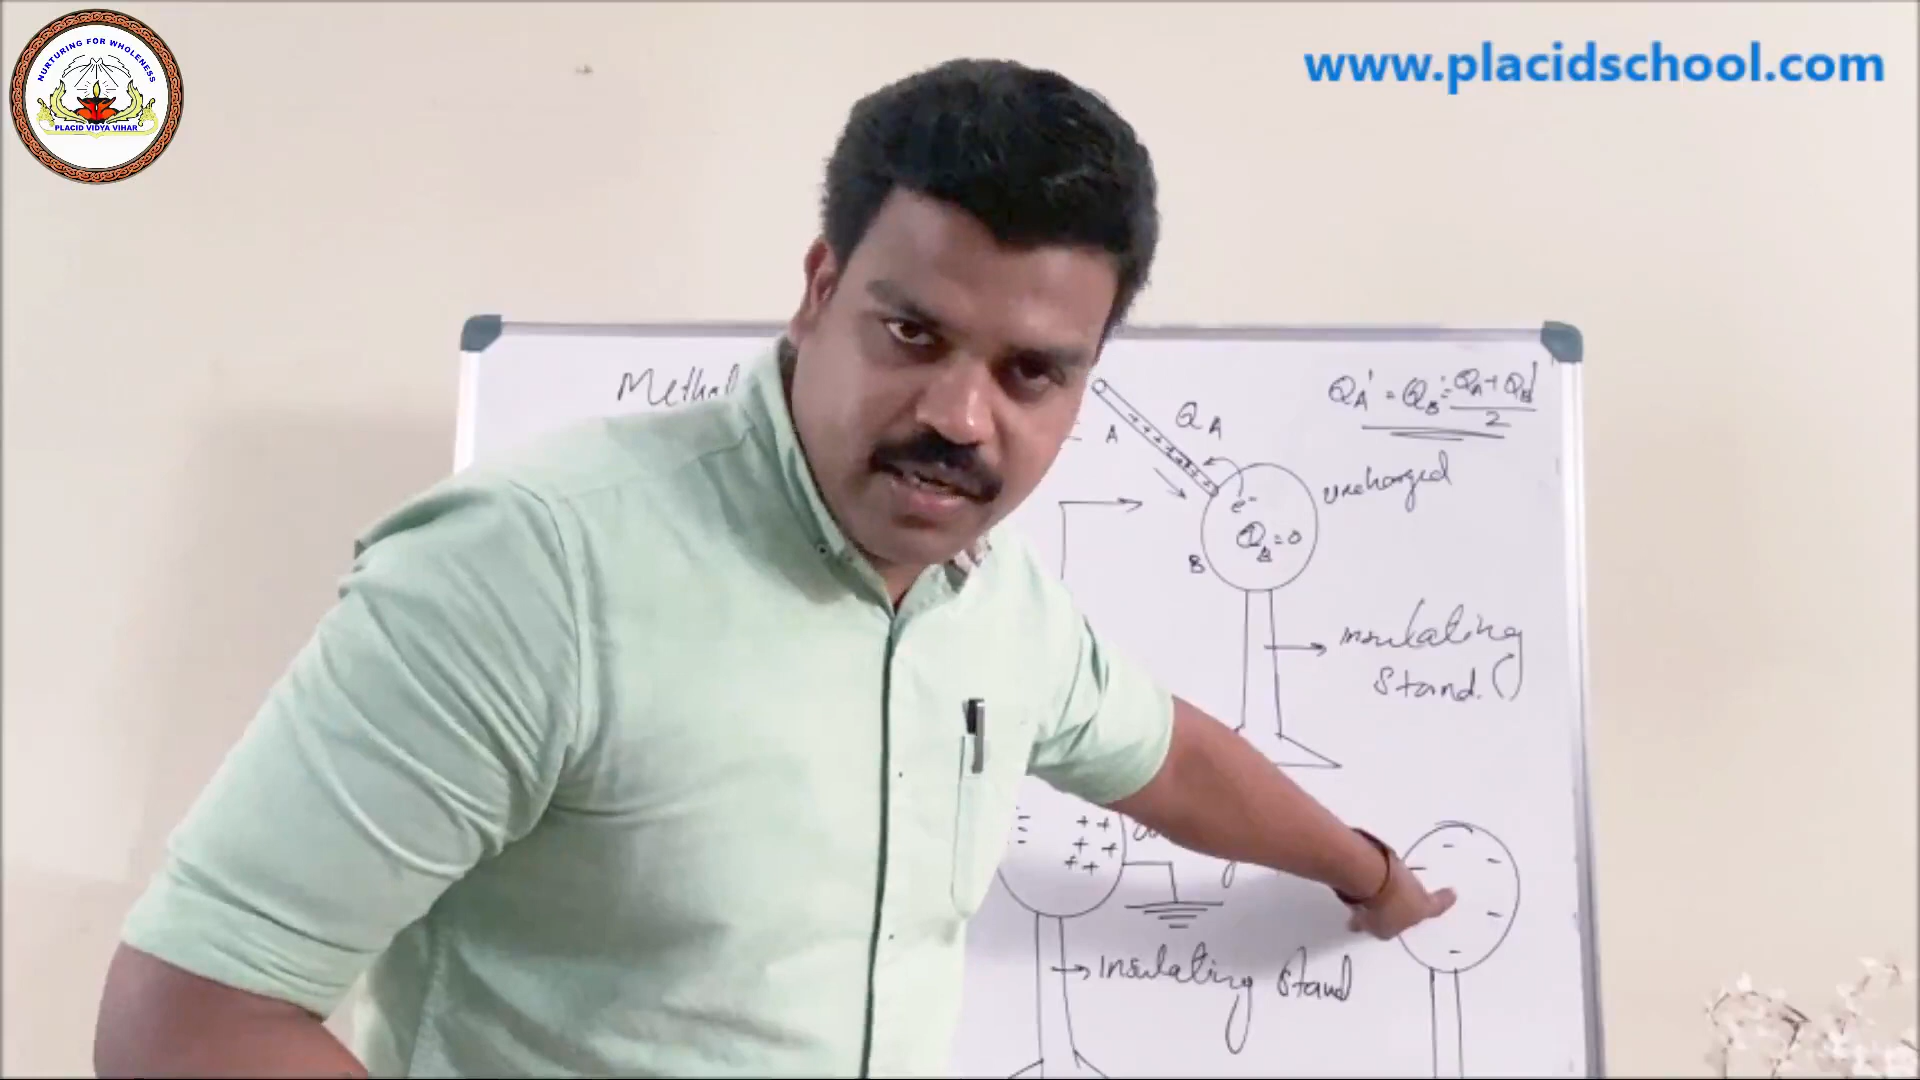 NURTURING FOR WHOLENESS
PLACID VIDYA VIHAR
www.placidschool.com
QA' = QB' = QA + QB / 2
A
QA
uncharged
e-
QB = 0
B
insulating
stand.
insulating stand